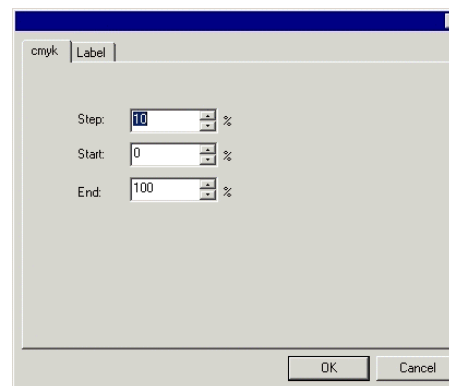 cmyk Label
Step: 10 %
Start: 0 %
End: 100 %
OK Cancel